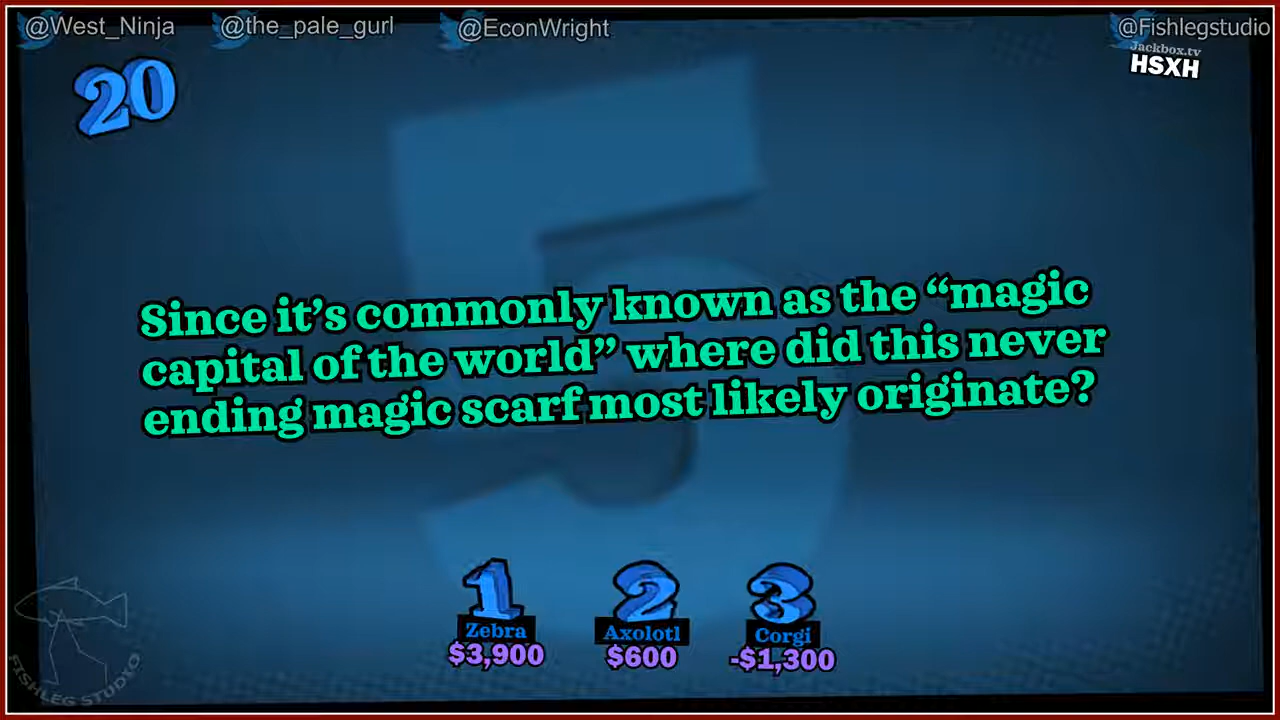 @West_Ninja
@the_pale_gurl
@EconWright
@Fishlegstudio
Jackbox.tv
HSXH
20
5
Since it's commonly known as the “magic
capital of the world” where did this never
ending magic scarf most likely originate?
1
2
3
Zebra
Axolotl
Corgi
$3,900
$600
-$1,300
FISHLEG STUDIO